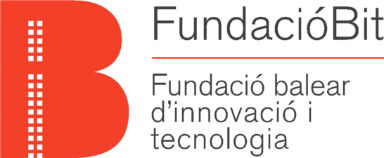 B
FundacióBit
Fundació balear
d'innovació i
tecnologia